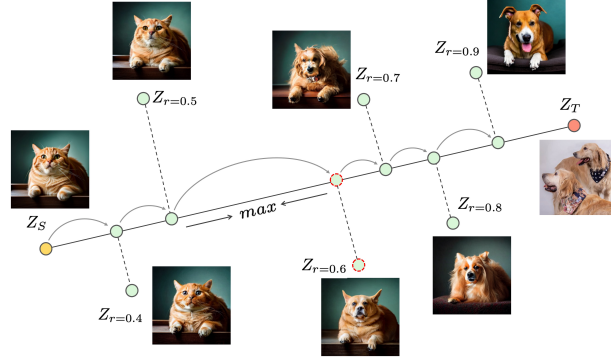 Z_{r=0.9}
Z_{r=0.5}
Z_{r=0.7}
Z_T
Z_S
max
Z_{r=0.8}
Z_{r=0.6}
Z_{r=0.4}